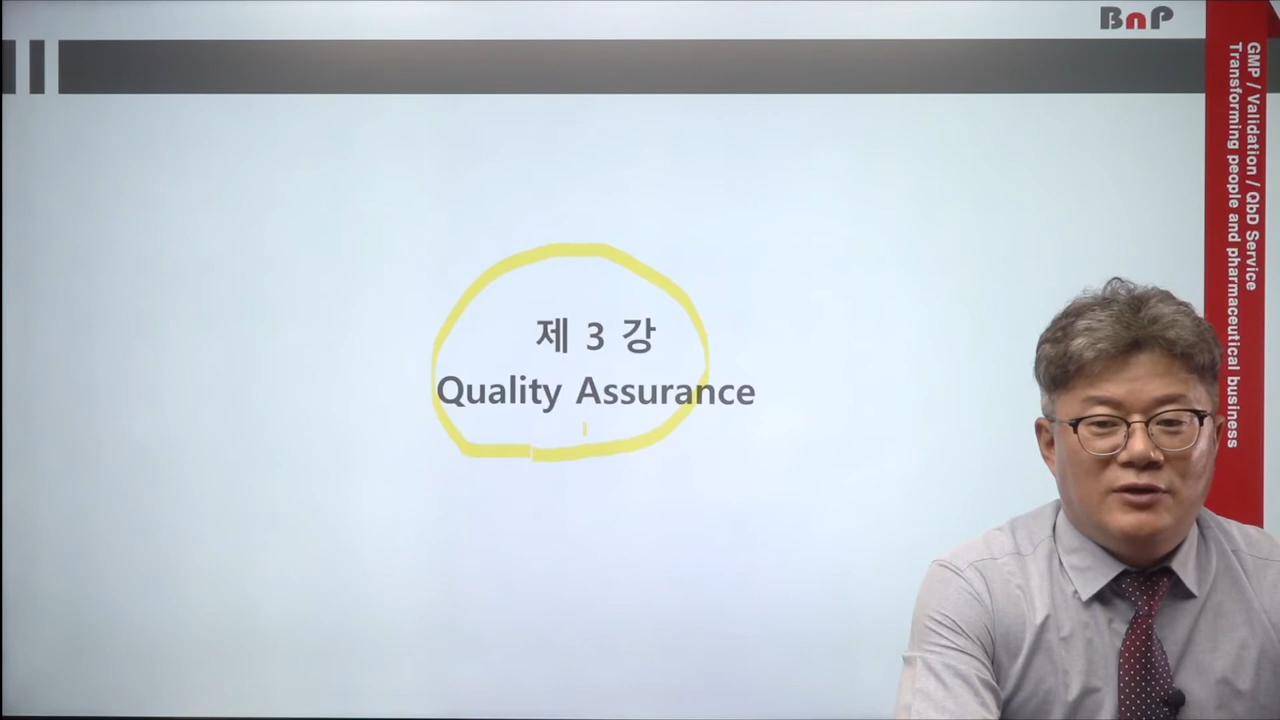 BnP
제 3 강
Quality Assurance
GMP / Validation / QbD Service
Transforming people and pharmaceutical business